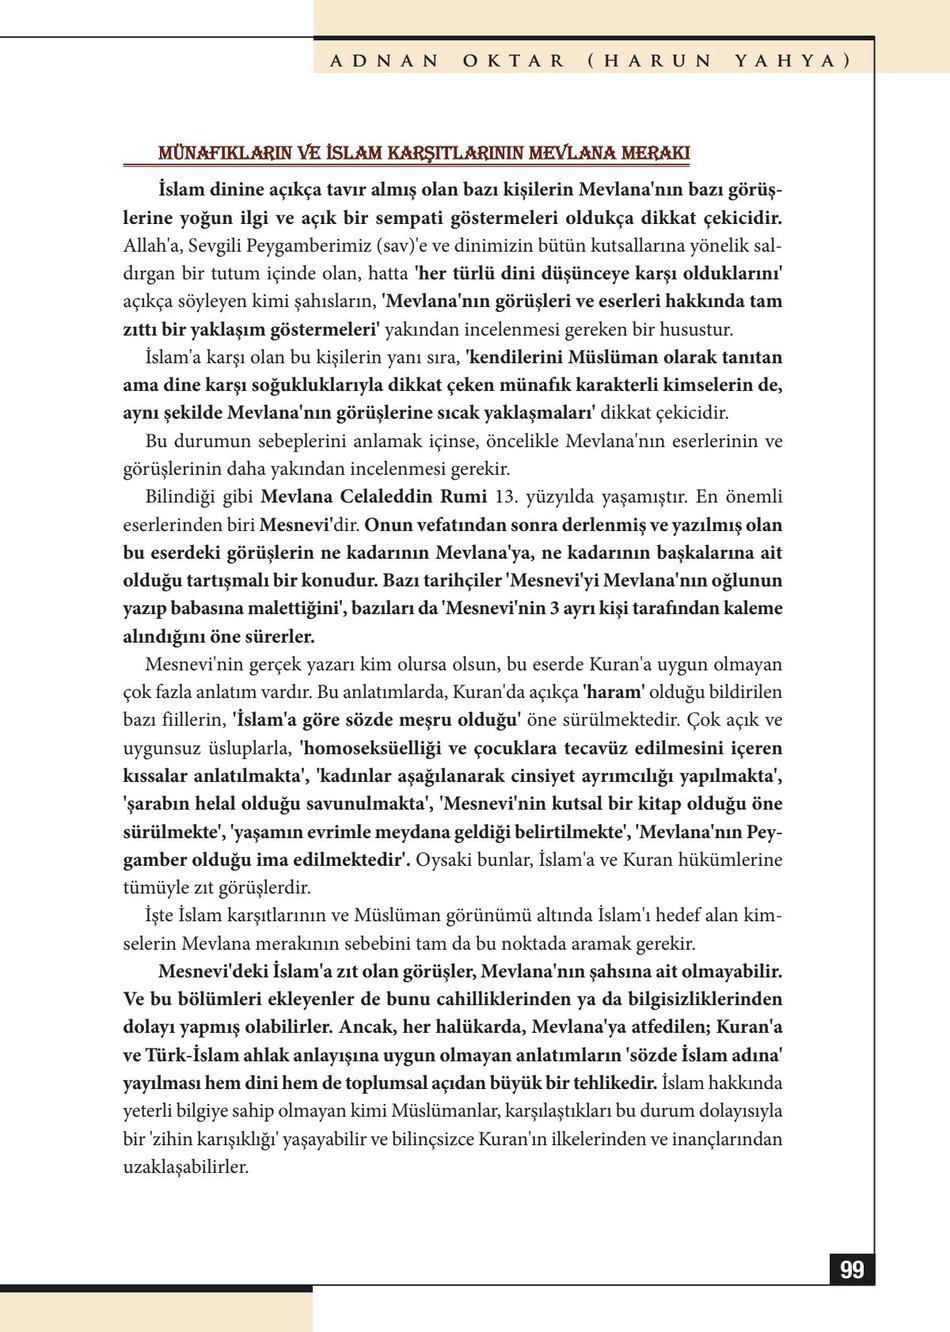 ADNAN OKTAR (HARUN YAHYA)
MÜNAFIKLARIN VE İSLAM KARŞITLARININ MEVLANA MERAKI
İslam dinine açıkça tavır almış olan bazı kişilerin Mevlana'nın bazı görüş-
lerine yoğun ilgi ve açık bir sempati göstermeleri oldukça dikkat çekicidir.
Allah'a, Sevgili Peygamberimiz (sav)'e ve dinimizin bütün kutsallarına yönelik sal-
dırgan bir tutum içinde olan, hatta 'her türlü dini düşünceye karşı olduklarını'
açıkça söyleyen kimi şahısların, 'Mevlana'nın görüşleri ve eserleri hakkında tam
zıttı bir yaklaşım göstermeleri' yakından incelenmesi gereken bir husustur.
İslam'a karşı olan bu kişilerin yanı sıra, 'kendilerini Müslüman olarak tanıtan
ama dine karşı soğukluklarıyla dikkat çeken münafık karakterli kimselerin de,
aynı şekilde Mevlana'nın görüşlerine sıcak yaklaşmaları' dikkat çekicidir.
Bu durumun sebeplerini anlamak içinse, öncelikle Mevlana'nın eserlerinin ve
görüşlerinin daha yakından incelenmesi gerekir.
Bilindiği gibi Mevlana Celaleddin Rumi 13. yüzyılda yaşamıştır. En önemli
eserlerinden biri Mesnevi'dir. Onun vefatından sonra derlenmiş ve yazılmış olan
bu eserdeki görüşlerin ne kadarının Mevlana'ya, ne kadarının başkalarına ait
olduğu tartışmalı bir konudur. Bazı tarihçiler 'Mesnevi'yi Mevlana'nın oğlunun
yazıp babasına malettiğini', bazıları da 'Mesnevi'nin 3 ayrı kişi tarafından kaleme
alındığını öne sürerler.
Mesnevi'nin gerçek yazarı kim olursa olsun, bu eserde Kuran'a uygun olmayan
çok fazla anlatım vardır. Bu anlatımlarda, Kuran'da açıkça 'haram' olduğu bildirilen
bazı fiillerin, 'İslam'a göre sözde meşru olduğu' öne sürülmektedir. Çok açık ve
uygunsuz üsluplarla, 'homoseksüelliği ve çocuklara tecavüz edilmesini içeren
kıssalar anlatılmakta', 'kadınlar aşağılanarak cinsiyet ayrımcılığı yapılmakta',
'şarabın helal olduğu savunulmakta', 'Mesnevi'nin kutsal bir kitap olduğu öne
sürülmekte', 'yaşamın evrimle meydana geldiği belirtilmekte', 'Mevlana'nın Pey-
gamber olduğu ima edilmektedir'. Oysaki bunlar, İslam'a ve Kuran hükümlerine
tümüyle zıt görüşlerdir.
İşte İslam karşıtlarının ve Müslüman görünümü altında İslam'ı hedef alan kim-
selerin Mevlana merakının sebebini tam da bu noktada aramak gerekir.
Mesnevi'deki İslam'a zıt olan görüşler, Mevlana'nın şahsına ait olmayabilir.
Ve bu bölümleri ekleyenler de bunu cahilliklerinden ya da bilgisizliklerinden
dolayı yapmış olabilirler. Ancak, her halükarda, Mevlana'ya atfedilen; Kuran'a
ve Türk-İslam ahlak anlayışına uygun olmayan anlatımların 'sözde İslam adına'
yayılması hem dini hem de toplumsal açıdan büyük bir tehlikedir. İslam hakkında
yeterli bilgiye sahip olmayan kimi Müslümanlar, karşılaştıkları bu durum dolayısıyla
bir 'zihin karışıklığı' yaşayabilir ve bilinçsizce Kuran'ın ilkelerinden ve inançlarından
uzaklaşabilirler.
99